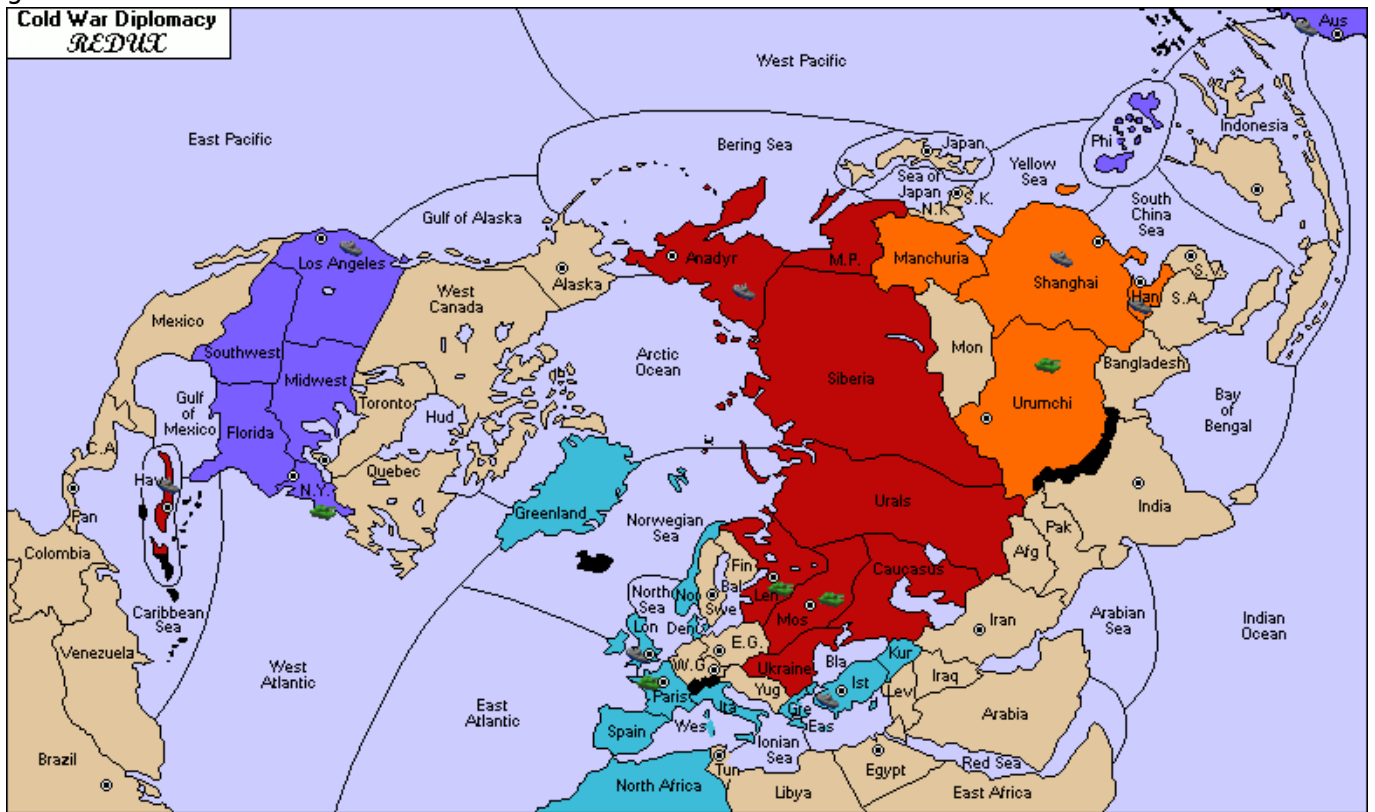 Cold War Diplomacy
REDUX
Aus
West Pacific
East Pacific
Bering Sea
Japan
Yellow
Sea
Phi
Indonesia
Sea of
Japan
S.K.
N.K
South
China
Sea
Gulf of Alaska
Los Angeles
Anadyr
M.P.
Manchuria
Alaska
West
Canada
Shanghai
Han
S.V.
S.A.
Mexico
Southwest
Midwest
Arctic
Ocean
Siberia
Mon
Bangladesh
Gulf
of
Mexico
Toronto
Hud
Urumchi
Bay
of
Bengal
Florida
C.A.
Quebec
Hav
N.Y.
Pan
Greenland
Norwegian
Sea
Urals
India
Pak
Afg
Colombia
Fin
Caucasus
North
Sea
Nor
Bal
Len
Swe
Mos
Iran
Arabian
Sea
Indian
Ocean
Caribbean
Sea
Lon
Den
E.G.
W.G
Ukraine
Bla
Kur
Venezuela
West
Atlantic
Paris
Yug
Ist
Iraq
Lev
Ita
Gre
Eas
Arabia
East
Atlantic
Spain
Wes
Ionian
Sea
Brazil
Tun
Egypt
Red Sea
North Africa
Libya
East Africa